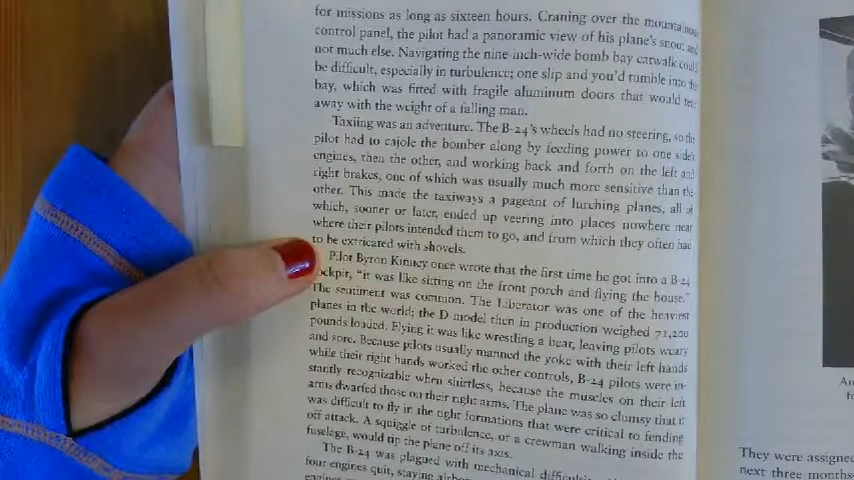 for missions as long as sixteen hours. Craning over the mountainous
control panel, the pilot had a panoramic view of his plane's snout and
not much else. Navigating the nine-inch-wide bomb bay catwalk could
be difficult, especially in turbulence; one slip and you'd tumble into the
bay, which was fitted with fragile aluminum doors that would tear
away with the weight of a falling man.
Taxiing was an adventure. The B-24's wheels had no steering, so the
pilot had to cajole the bomber along by feeding power to one side's
engines, then the other, and working back and forth on the left and
right brakes, one of which was usually much more sensitive than the
other. This made the taxiways a pageant of lurching planes, all of
which, sooner or later, ended up veering into places nowhere near
where their pilots intended them to go, and from which they often had
to be extricated with shovels.
Pilot Byron Kinney once wrote that the first time he got into a B-24
cockpit, "it was like sitting on the front porch and flying the house."
The sentiment was common. The Liberator was one of the heaviest
planes in the world; the D model then in production weighed 71,200
pounds loaded. Flying it was like wrestling a bear, leaving pilots weary
and sore. Because pilots usually manned the yoke with their left hands
while their right hands worked the other controls, B-24 pilots were in-
stantly recognizable when shirtless, because the muscles on their left
arms dwarfed those on their right arms. The plane was so clumsy that it
was difficult to fly in the tight formations that were critical to fending
off attack. A squiggle of turbulence, or a crewman walking inside the
fuselage, would tip the plane off its axis.
The B-24 was plagued with mechanical
four engines quit, staying
An
They were assigned
next three months